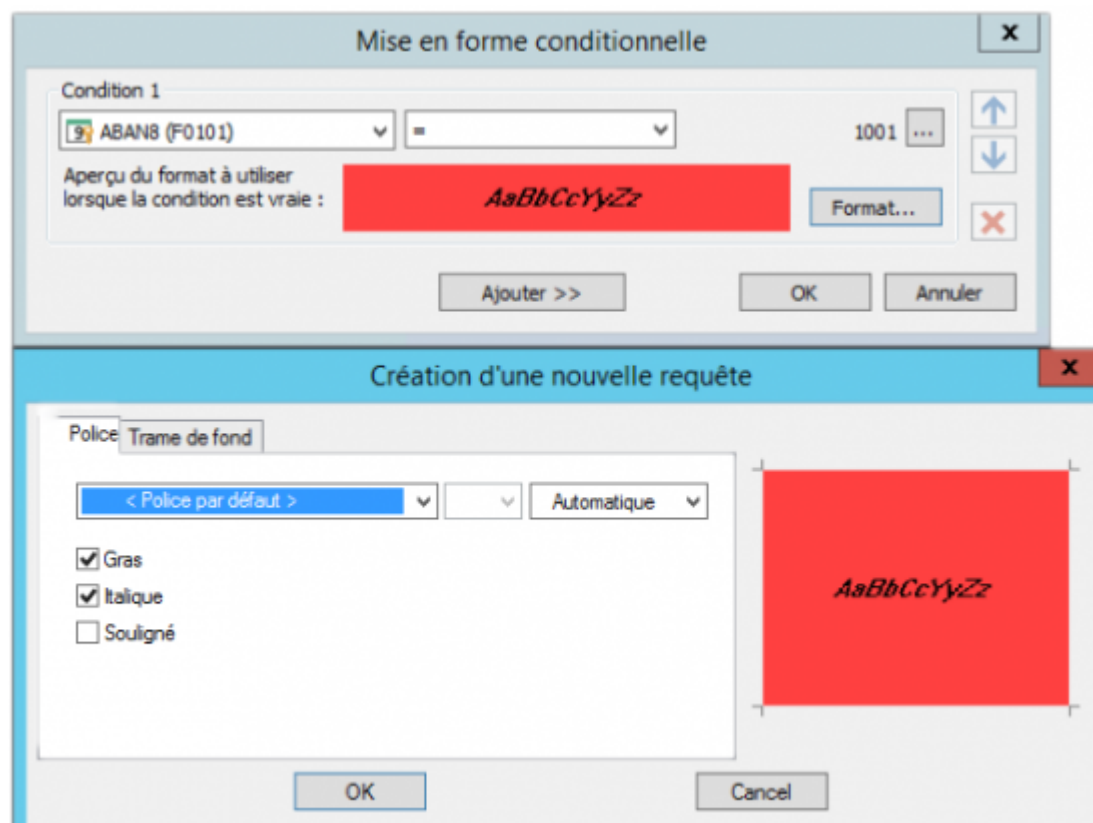 Mise en forme conditionnelle
x
Condition 1
9 ABAN8 (F0101)
=
1001 ...
Aperçu du format à utiliser
lorsque la condition est vraie :
AaBbCcYyZz
Format...
Ajouter >>
OK
Annuler
Création d'une nouvelle requête
x
Police
Trame de fond
< Police par défaut >
Automatique
Gras
Italique
Souligné
AaBbCcYyZz
OK
Cancel